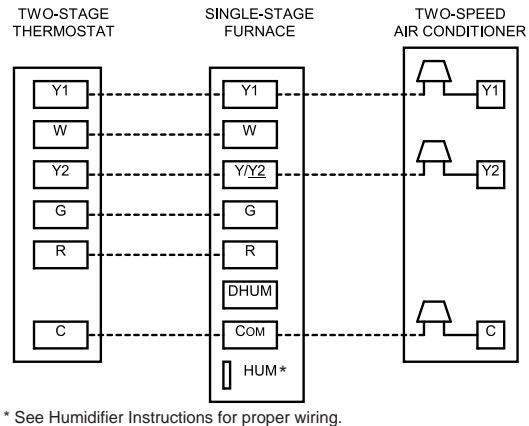 TWO-STAGE
THERMOSTAT
SINGLE-STAGE
FURNACE
TWO-SPEED
AIR CONDITIONER
Y1
Y1
Y1
W
W
Y2
Y/Y2
Y2
G
G
R
R
DHUM
C
COM
C
HUM*
* See Humidifier Instructions for proper wiring.